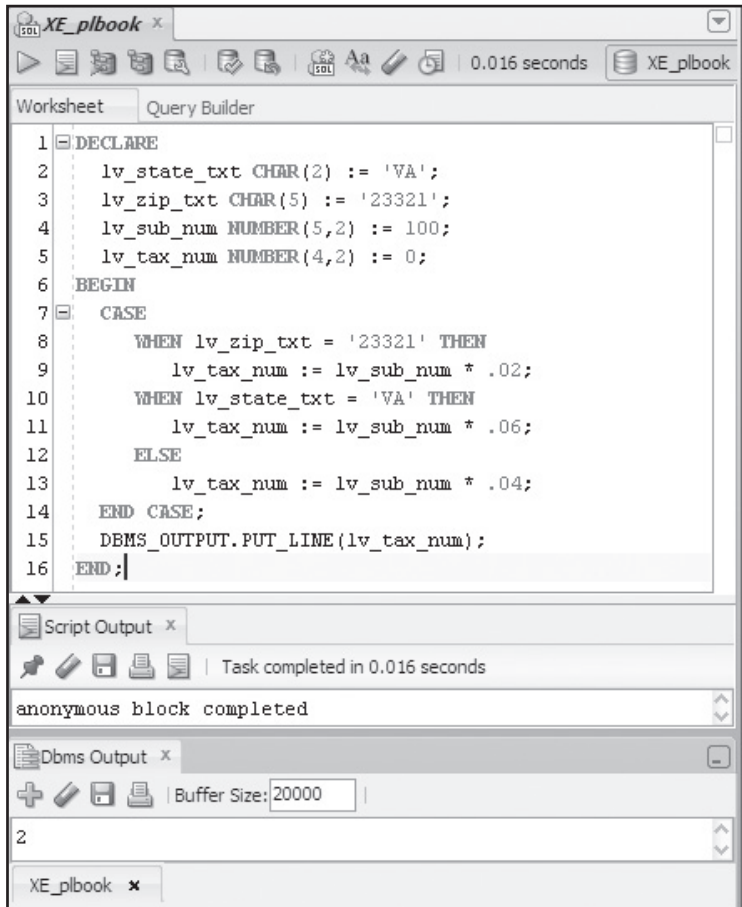 SQL XE_plbook x
SQL Aa 0.016 seconds XE_plbook
Worksheet Query Builder
1 DECLARE
2 lv_state_txt CHAR(2) := 'VA';
3 lv_zip_txt CHAR(5) := '23321';
4 lv_sub_num NUMBER(5,2) := 100;
5 lv_tax_num NUMBER(4,2) := 0;
6 BEGIN
7 CASE
8 WHEN lv_zip_txt = '23321' THEN
9 lv_tax_num := lv_sub_num * .02;
10 WHEN lv_state_txt = 'VA' THEN
11 lv_tax_num := lv_sub_num * .06;
12 ELSE
13 lv_tax_num := lv_sub_num * .04;
14 END CASE;
15 DBMS_OUTPUT.PUT_LINE(lv_tax_num);
16 END;
Script Output x
Task completed in 0.016 seconds
anonymous block completed
Dbms Output x
Buffer Size: 20000
2
XE_plbook x